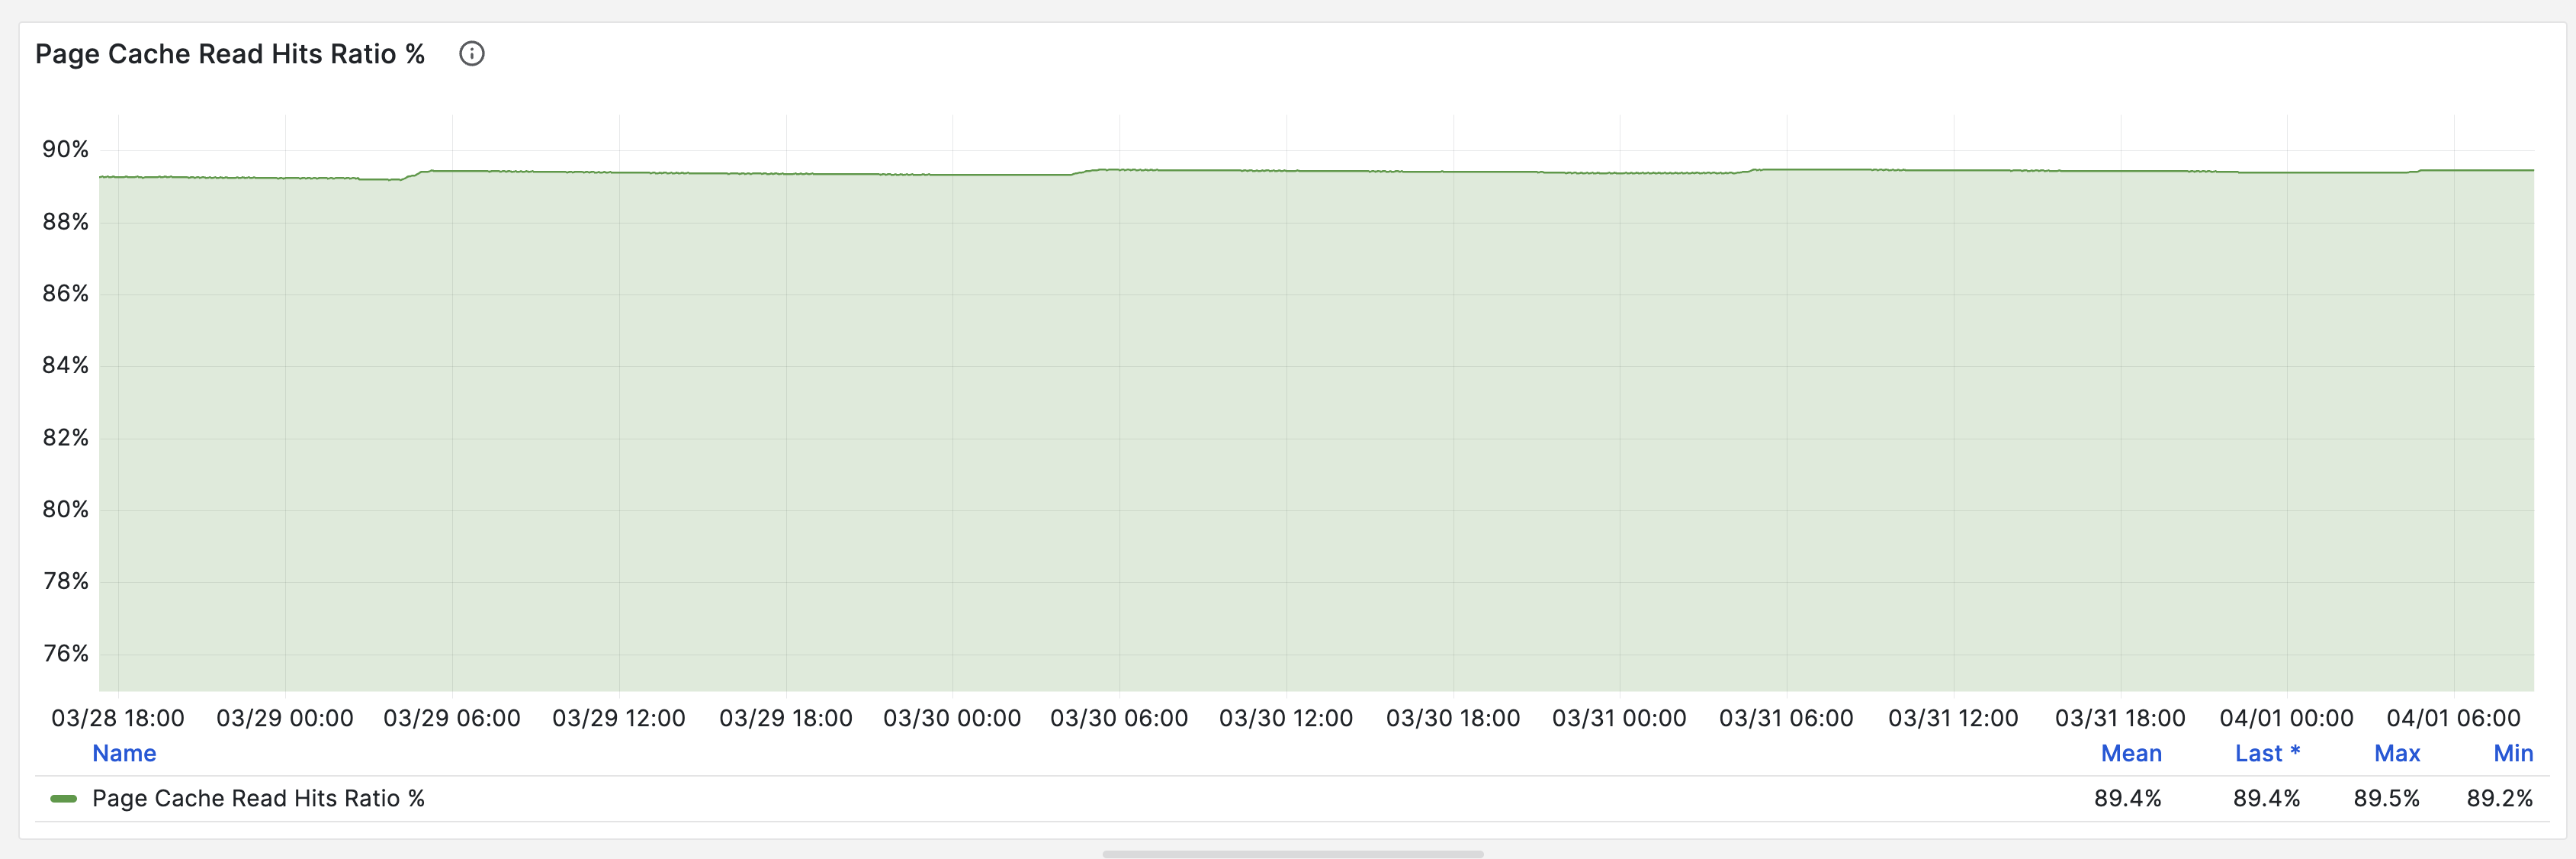 Page Cache Read Hits Ratio %
90%
88%
86%
84%
82%
80%
78%
76%
03/28 18:00 03/29 00:00 03/29 06:00 03/29 12:00 03/29 18:00 03/30 00:00 03/30 06:00 03/30 12:00 03/30 18:00 03/31 00:00 03/31 06:00 03/31 12:00 03/31 18:00 04/01 00:00 04/01 06:00
Name Mean Last * Max Min
Page Cache Read Hits Ratio % 89.4% 89.4% 89.5% 89.2%